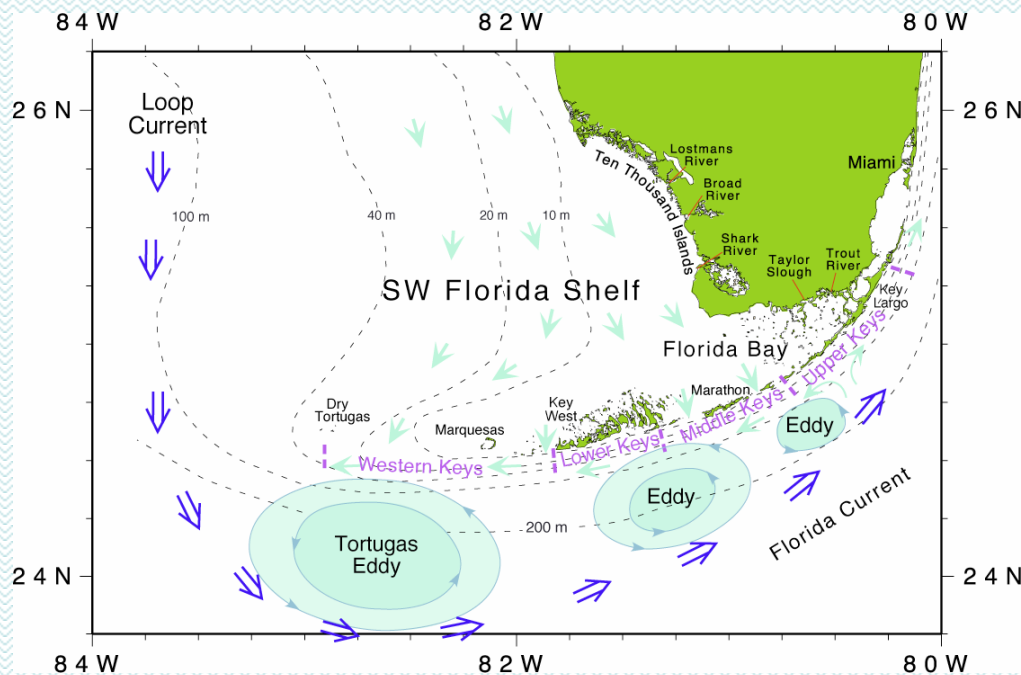 84W
82W
80W
26N
26N
Loop
Current
Lostmans
River
Miami
Ten Thousand Islands
Broad
River
100 m
40 m
20 m
10 m
Shark
River
Taylor
Slough
Trout
River
SW Florida Shelf
Key
Largo
Florida Bay
Upper Keys
Dry
Tortugas
Marquesas
Key
West
Marathon
Middle Keys
Lower Keys
Western Keys
Eddy
Eddy
200 m
Florida Current
Tortugas
Eddy
24N
24N
84W
82W
80W